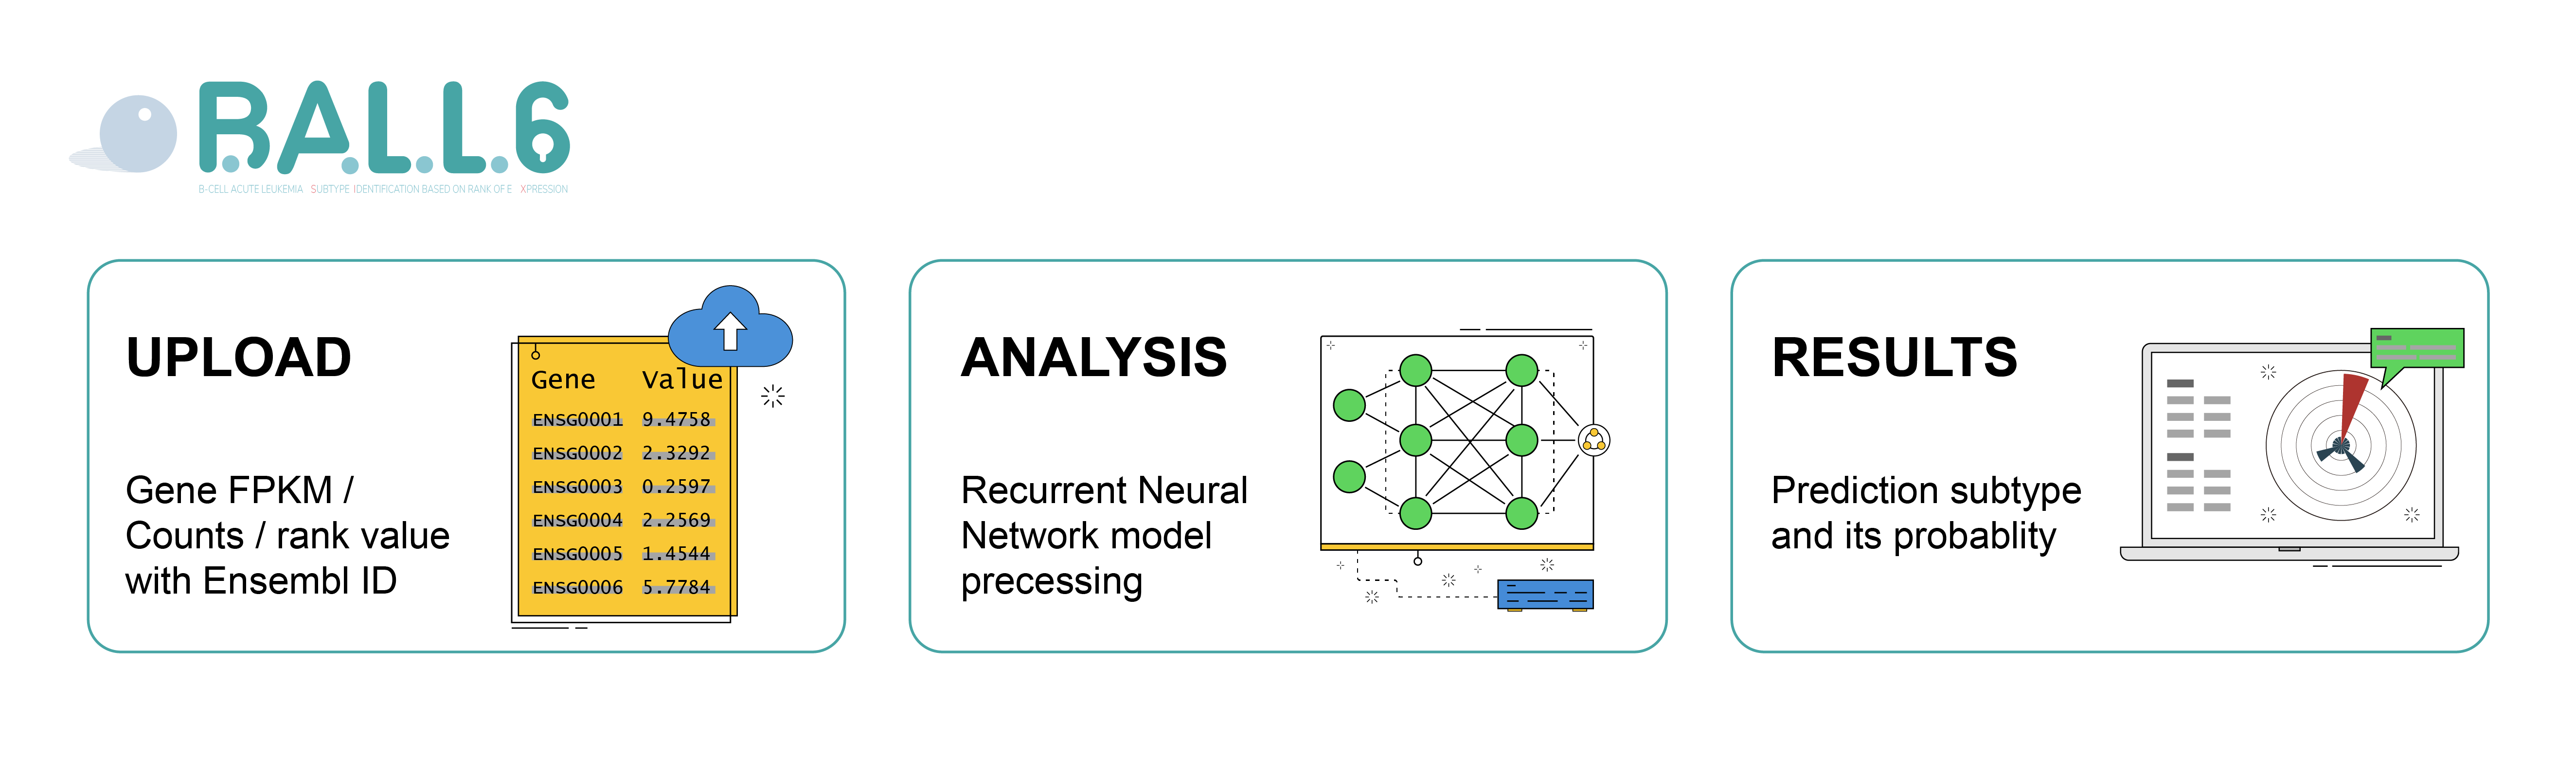 B.A.L.L.6
B-CELL ACUTE LEUKEMIA SUBTYPE IDENTIFICATION BASED ON RANK OF E XPRESSION
UPLOAD
Gene FPKM /
Counts / rank value
with Ensembl ID
Gene Value
ENSG0001 9.4758
ENSG0002 2.3292
ENSG0003 0.2597
ENSG0004 2.2569
ENSG0005 1.4544
ENSG0006 5.7784
ANALYSIS
Recurrent Neural
Network model
precessing
RESULTS
Prediction subtype
and its probablity